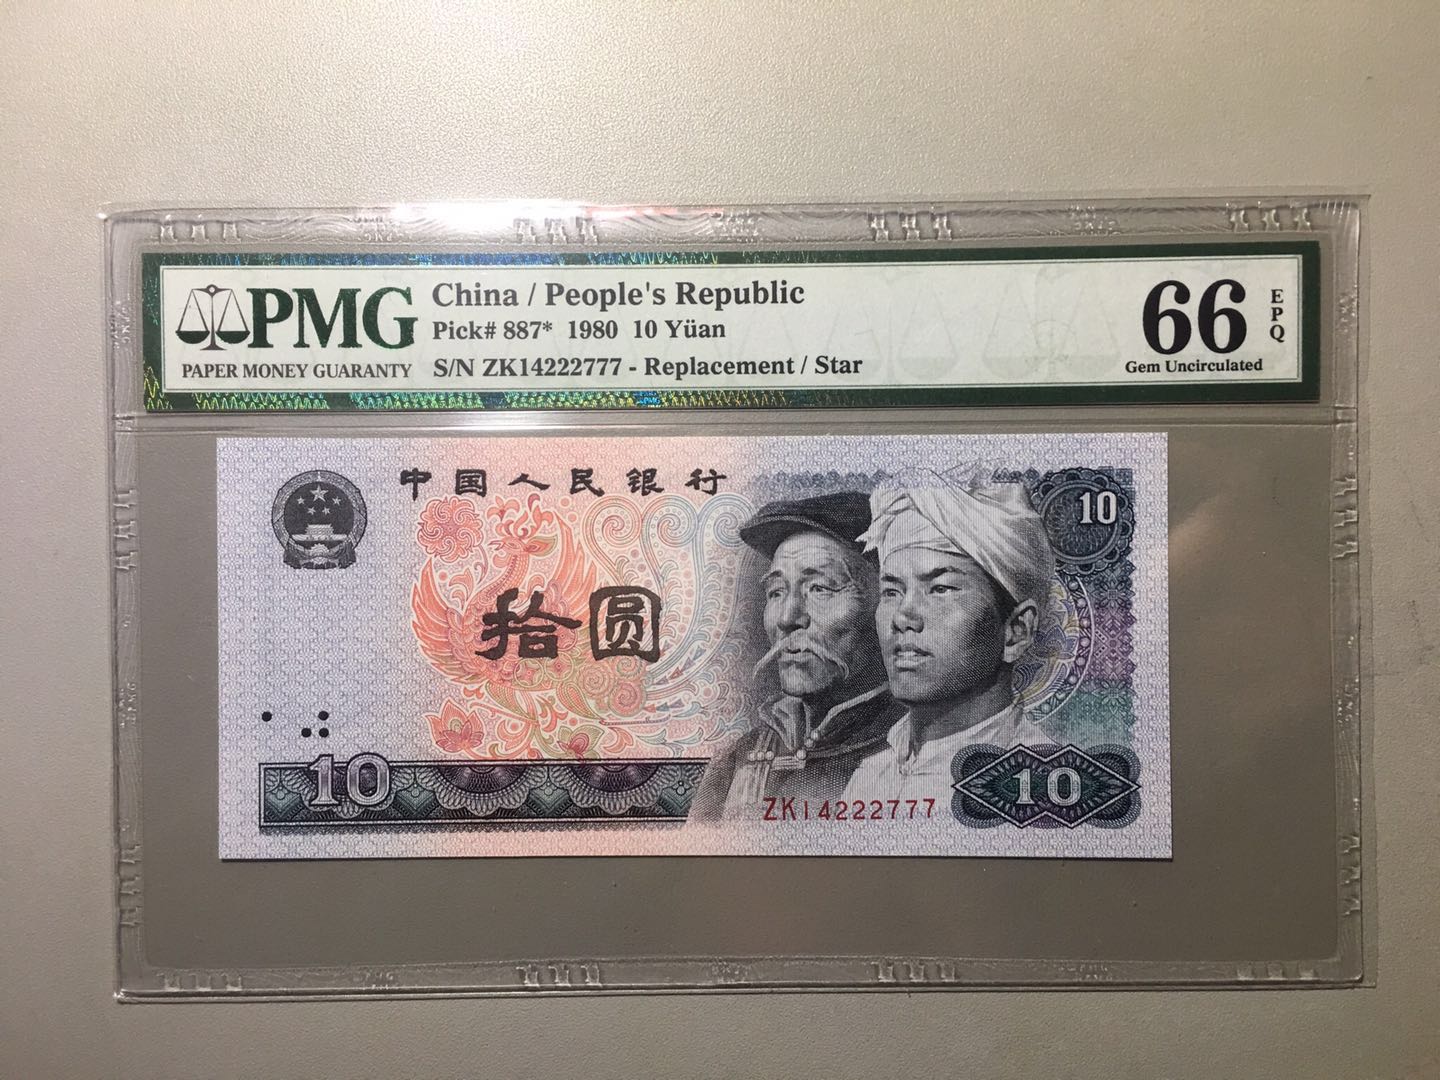 PMG
PAPER MONEY GUARANTY
China / People's Republic
Pick# 887* 1980 10 Yüan
S/N ZK14222777 - Replacement / Star
66
EPQ
Gem Uncirculated
中国人民银行
10
拾圆
10
ZK14222777
10